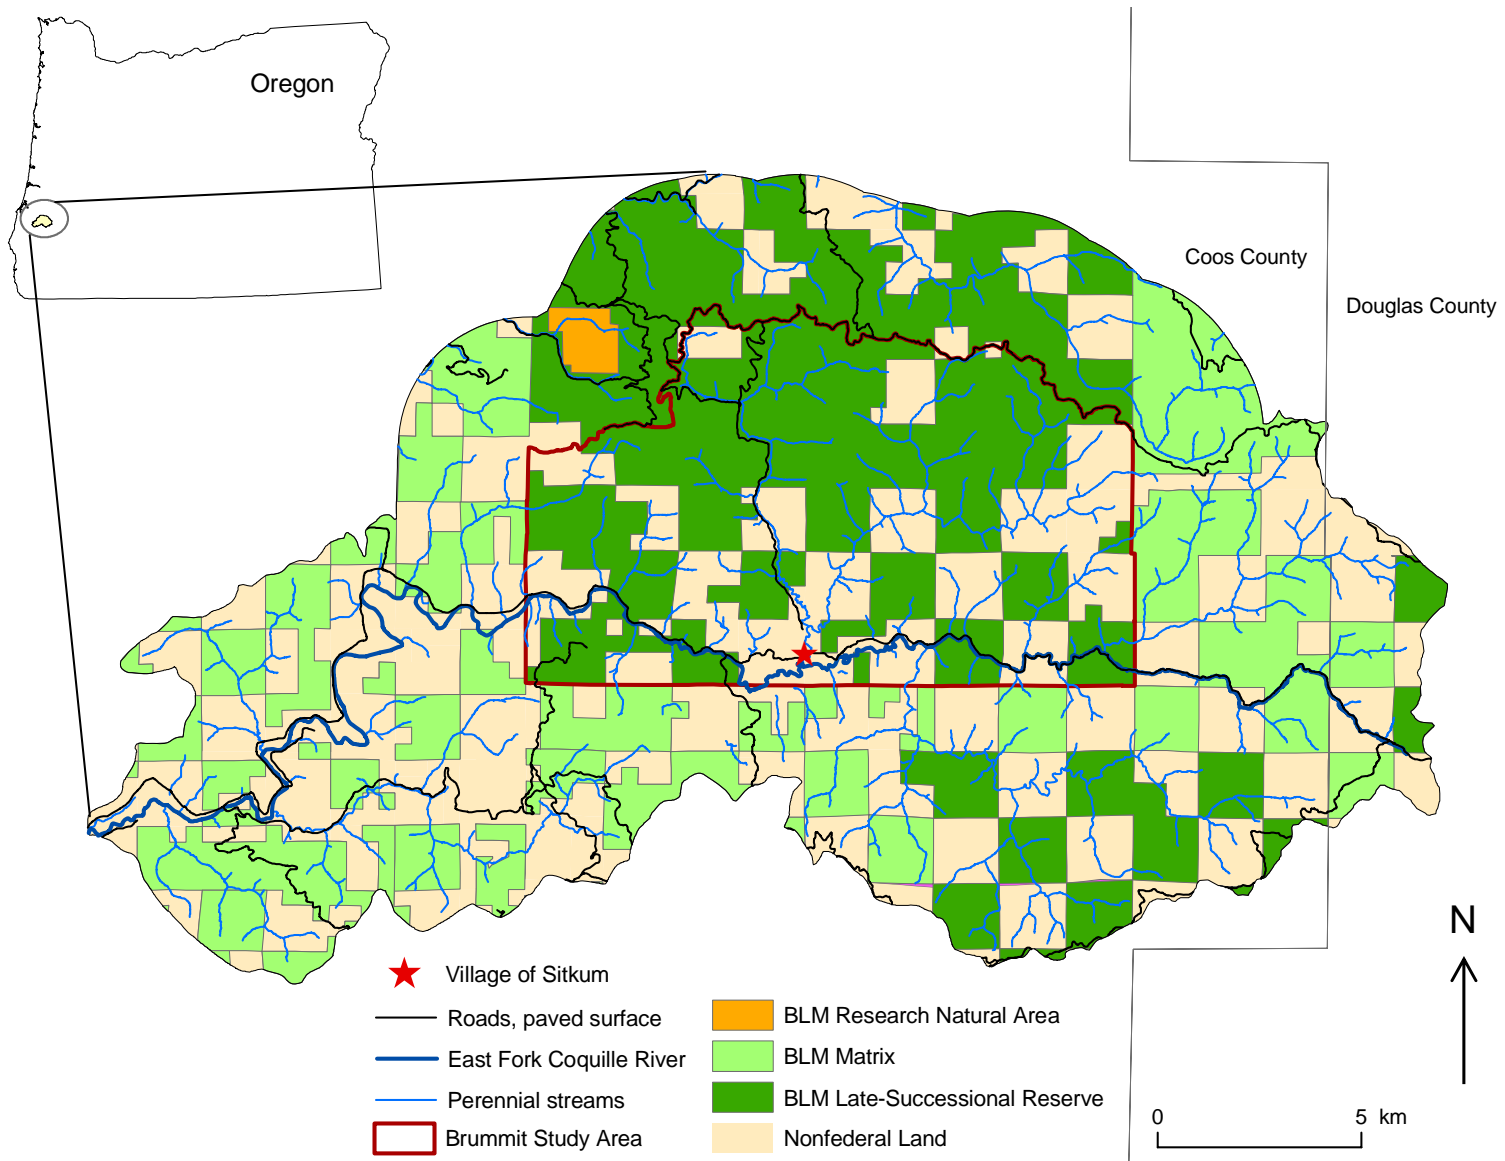 Oregon
Coos County
Douglas County
N
Village of Sitkum
Roads, paved surface
East Fork Coquille River
Perennial streams
Brummit Study Area
BLM Research Natural Area
BLM Matrix
BLM Late-Successional Reserve
Nonfederal Land
0 5 km